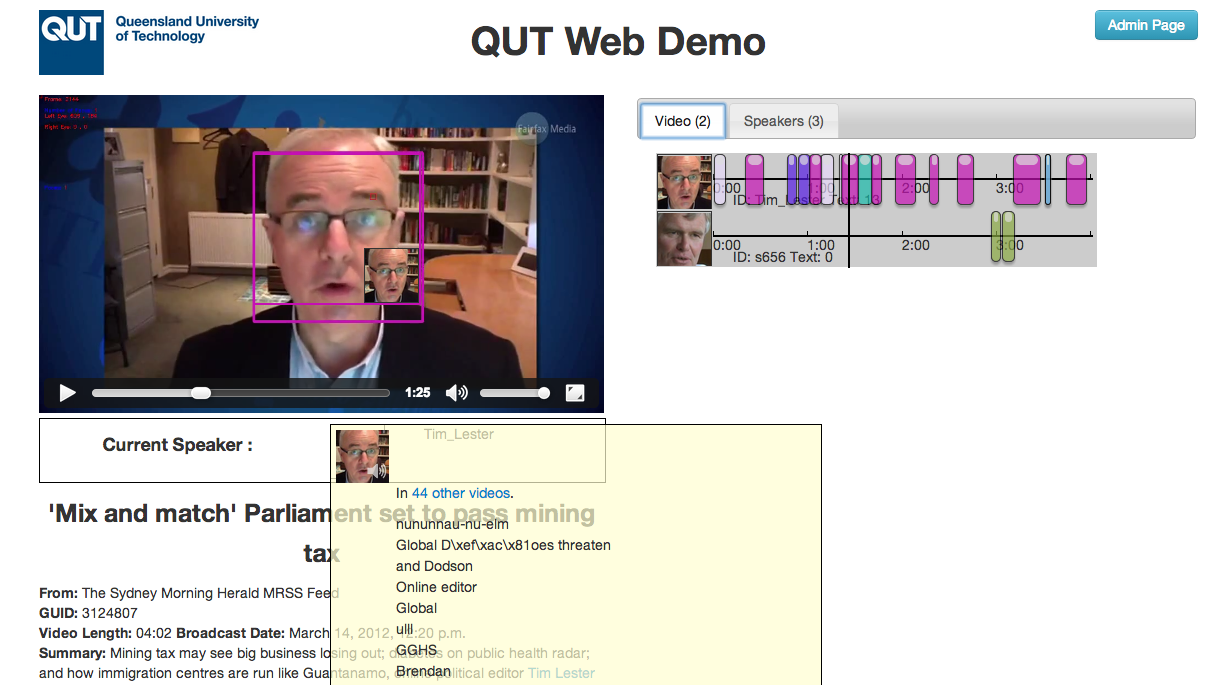 QUT
Queensland University
of Technology
QUT Web Demo
Admin Page
Fairfax Media
1:25
Video (2)
Speakers (3)
0:00 1:00 2:00 3:00
ID: Tim_Lester Text: 13
0:00 1:00 2:00 3:00
ID: s656 Text: 0
Current Speaker :
Tim_Lester
In 44 other videos.
nununnau-nu-elm
Global D\xef\xac\x81oes threaten
and Dodson
Online editor
Global
ulll
GGHS
Brendan
'Mix and match' Parliament set to pass mining
tax
From: The Sydney Morning Herald MRSS Feed
GUID: 3124807
Video Length: 04:02 Broadcast Date: March 14, 2012, 12:20 p.m.
Summary: Mining tax may see big business losing out; diabetes on public health radar;
and how immigration centres are run like Guantanamo, online political editor Tim Lester